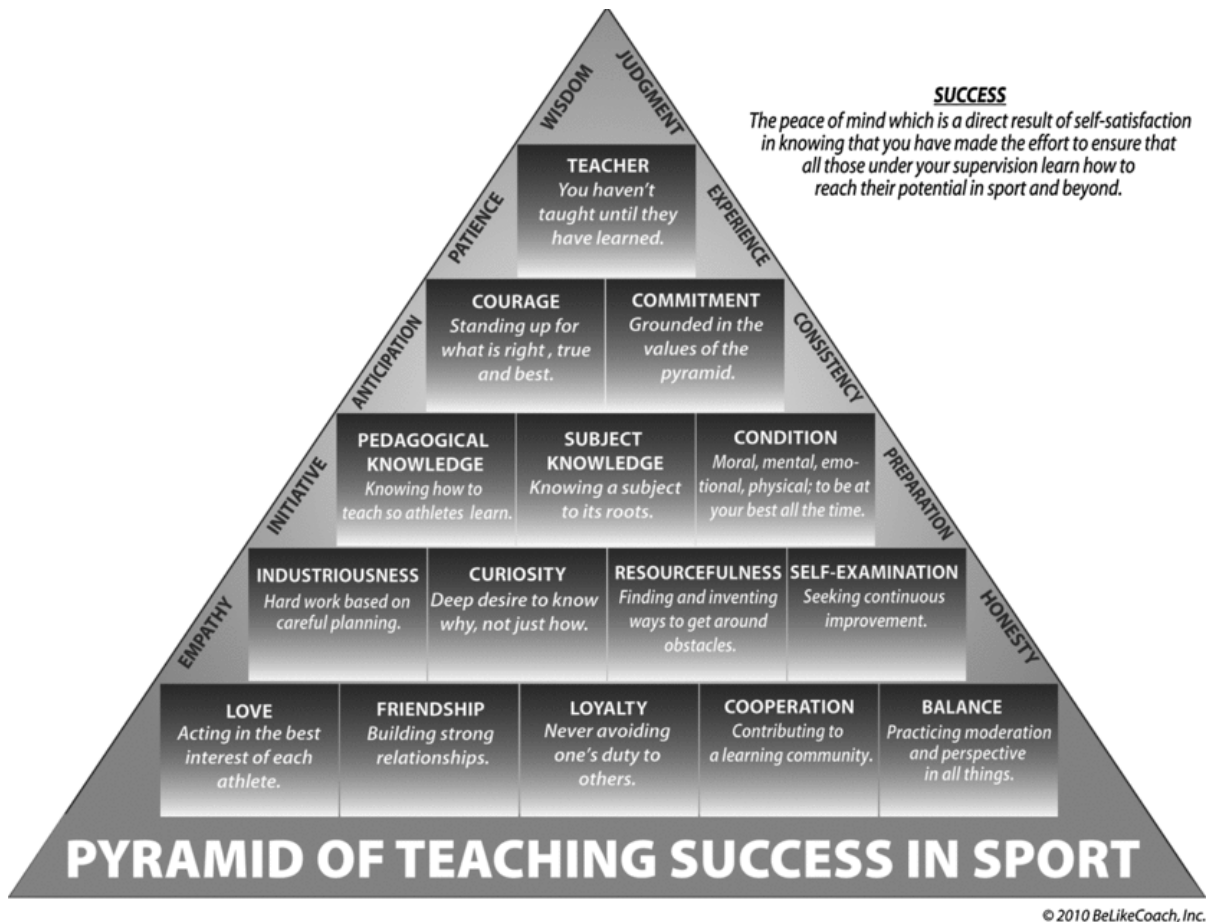 SUCCESS
The peace of mind which is a direct result of self-satisfaction
in knowing that you have made the effort to ensure that
all those under your supervision learn how to
reach their potential in sport and beyond.
WISDOM
JUDGMENT
TEACHER
You haven't
taught until they
have learned.
PATIENCE
EXPERIENCE
COURAGE
Standing up for
what is right , true
and best.
COMMITMENT
Grounded in the
values of the
pyramid.
ANTICIPATION
CONSISTENCY
PEDAGOGICAL
KNOWLEDGE
Knowing how to
teach so athletes learn.
SUBJECT
KNOWLEDGE
Knowing a subject
to its roots.
CONDITION
Moral, mental, emo-
tional, physical; to be at
your best all the time.
INITIATIVE
PREPARATION
INDUSTRIOUSNESS
Hard work based on
careful planning.
CURIOSITY
Deep desire to know
why, not just how.
RESOURCEFULNESS
Finding and inventing
ways to get around
obstacles.
SELF-EXAMINATION
Seeking continuous
improvement.
EMPATHY
HONESTY
LOVE
Acting in the best
interest of each
athlete.
FRIENDSHIP
Building strong
relationships.
LOYALTY
Never avoiding
one's duty to
others.
COOPERATION
Contributing to
a learning community.
BALANCE
Practicing moderation
and perspective
in all things.
PYRAMID OF TEACHING SUCCESS IN SPORT
© 2010 BeLikeCoach, Inc.